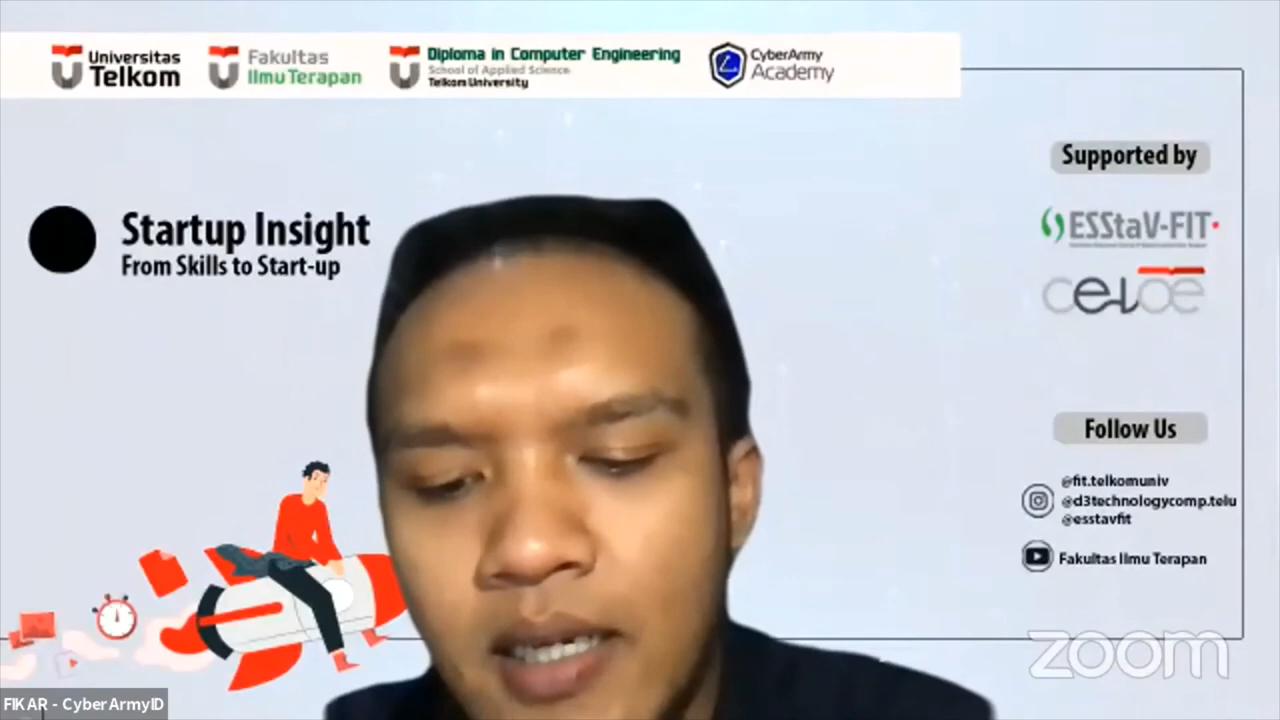 Universitas
Telkom
Fakultas
Ilmu Terapan
Diploma in Computer Engineering
School of Applied Science
Telkom University
CyberArmy
Academy
Supported by
Startup Insight
From Skills to Start-up
ESStaV-FIT
celoe
Follow Us
@fit.telkomuniv
@d3technologycomp.telu
@esstavfit
Fakultas Ilmu Terapan
zoom
FIKAR - CyberArmyID